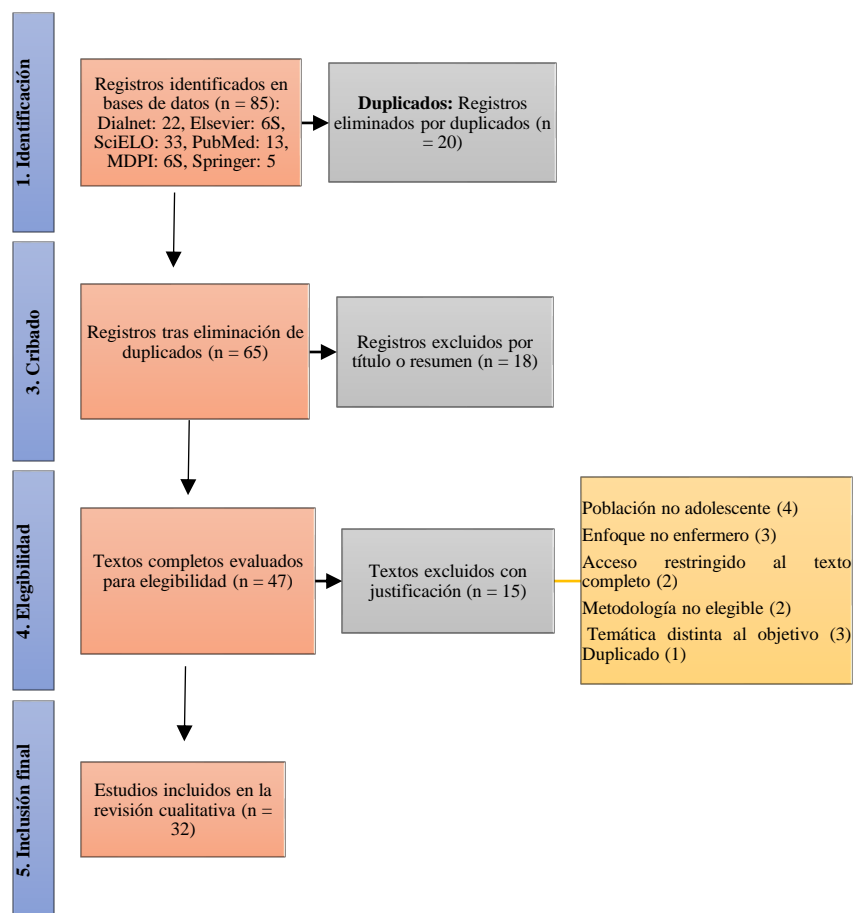 1. Identificación
Registros identificados en
bases de datos (n = 85):
Dialnet: 22, Elsevier: 6S,
SciELO: 33, PubMed: 13,
MDPI: 6S, Springer: 5
Duplicados: Registros
eliminados por duplicados (n
= 20)
3. Cribado
Registros tras eliminación de
duplicados (n = 65)
Registros excluidos por
título o resumen (n = 18)
4. Elegibilidad
Textos completos evaluados
para elegibilidad (n = 47)
Textos excluidos con
justificación (n = 15)
Población no adolescente (4)
Enfoque no enfermero (3)
Acceso restringido al texto
completo (2)
Metodología no elegible (2)
Temática distinta al objetivo (3)
Duplicado (1)
5. Inclusión final
Estudios incluidos en la
revisión cualitativa (n =
32)